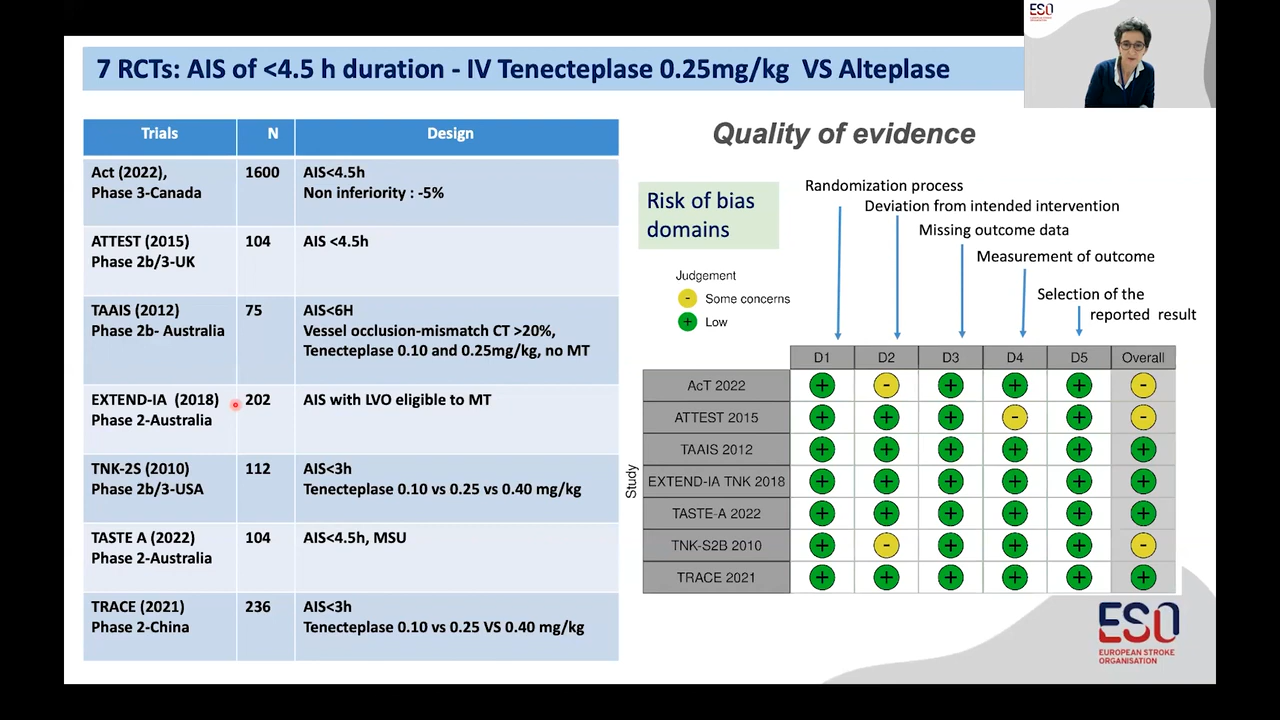 7 RCTs: AIS of <4.5 h duration - IV Tenecteplase 0.25mg/kg VS Alteplase
ESO
Trials N Design
Act (2022), 1600 AIS<4.5h
Phase 3-Canada Non inferiority : -5%
ATTEST (2015) 104 AIS <4.5h
Phase 2b/3-UK
TAAIS (2012) 75 AIS<6H
Phase 2b- Australia Vessel occlusion-mismatch CT >20%,
Tenecteplase 0.10 and 0.25mg/kg, no MT
EXTEND-IA (2018) 202 AIS with LVO eligible to MT
Phase 2-Australia
TNK-2S (2010) 112 AIS<3h
Phase 2b/3-USA Tenecteplase 0.10 vs 0.25 vs 0.40 mg/kg
TASTE A (2022) 104 AIS<4.5h, MSU
Phase 2-Australia
TRACE (2021) 236 AIS<3h
Phase 2-China Tenecteplase 0.10 vs 0.25 VS 0.40 mg/kg
Quality of evidence
Risk of bias
domains
Randomization process
Deviation from intended intervention
Missing outcome data
Measurement of outcome
Selection of the
reported result
Judgement
- Some concerns
+ Low
D1 D2 D3 D4 D5 Overall
Study
AcT 2022 + - + + + -
ATTEST 2015 + + + - + -
TAAIS 2012 + + + + + +
EXTEND-IA TNK 2018 + + + + + +
TASTE-A 2022 + + + + + +
TNK-S2B 2010 + - + + + -
TRACE 2021 + + + + + +
ESO
EUROPEAN STROKE
ORGANISATION